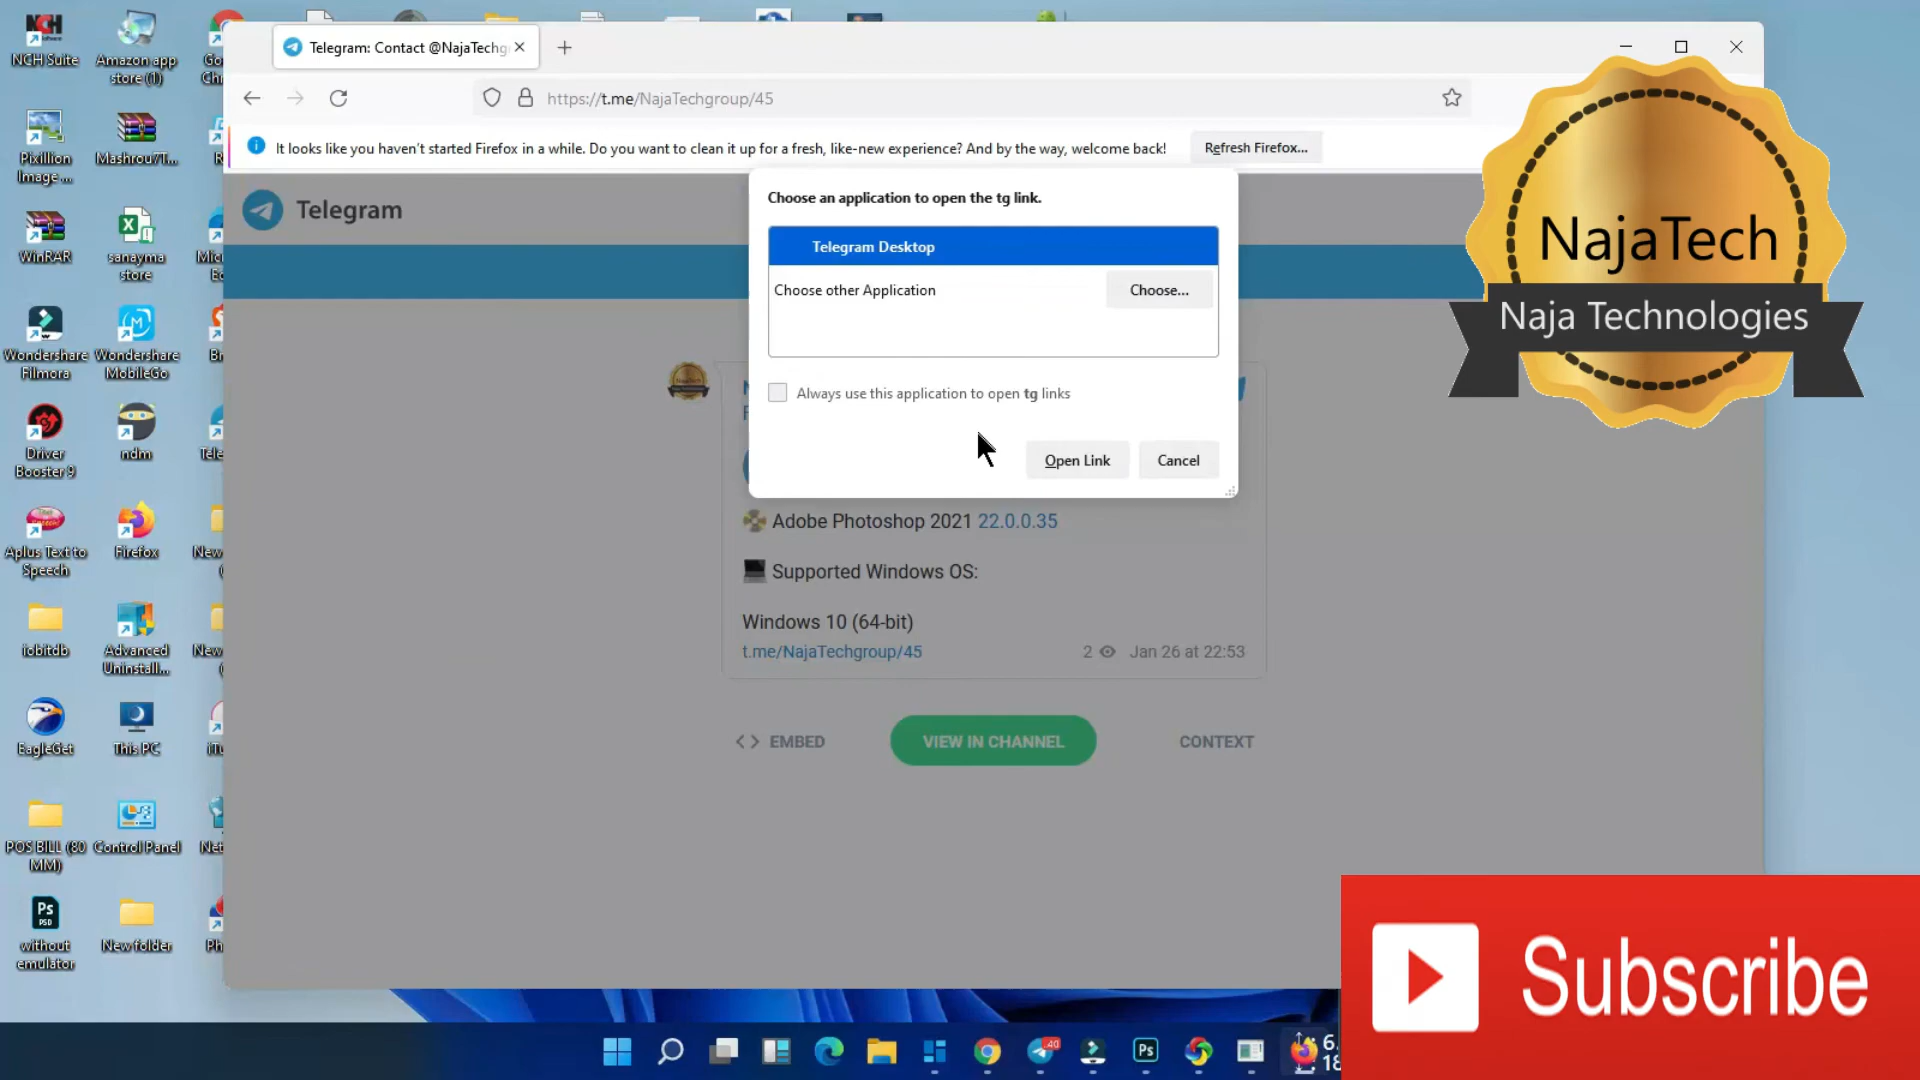 NCH Suite
Amazon app
store (1)
Pixillion
Image ...
Mashrou7T...
WinRAR
sanayma
store
Wondershare
Filmora
Wondershare
MobileGo
Driver
Booster 9
ndm
Aplus Text to
Speech
Firefox
iobitdb
Advanced
Uninstall...
EagleGet
This PC
POS BILL (80
MM)
Control Panel
Ps
PSD
without
emulator
New folder
Telegram: Contact @NajaTechg
https://t.me/NajaTechgroup/45
It looks like you haven't started Firefox in a while. Do you want to clean it up for a fresh, like-new experience? And by the way, welcome back!
Refresh Firefox...
Telegram
Choose an application to open the tg link.
Telegram Desktop
Choose other Application
Choose...
Always use this application to open tg links
Open Link
Cancel
Adobe Photoshop 2021 22.0.0.35
Supported Windows OS:
Windows 10 (64-bit)
t.me/NajaTechgroup/45
2
Jan 26 at 22:53
EMBED
VIEW IN CHANNEL
CONTEXT
NajaTech
Naja Technologies
Subscribe
40
Ps